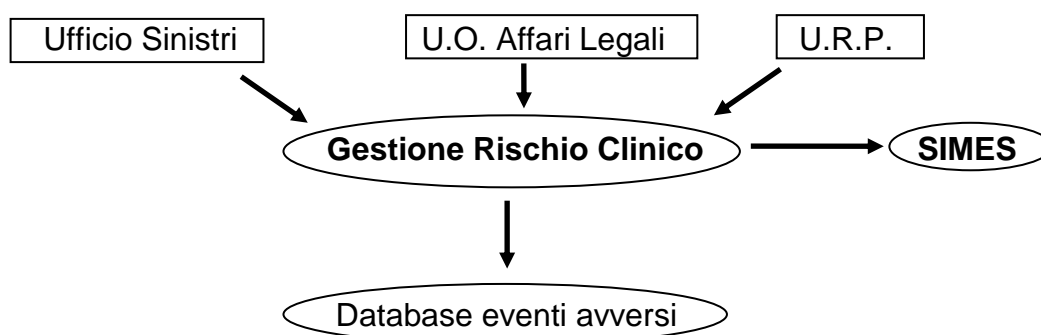 Ufficio Sinistri
U.O. Affari Legali
U.R.P.
Gestione Rischio Clinico
SIMES
Database eventi avversi